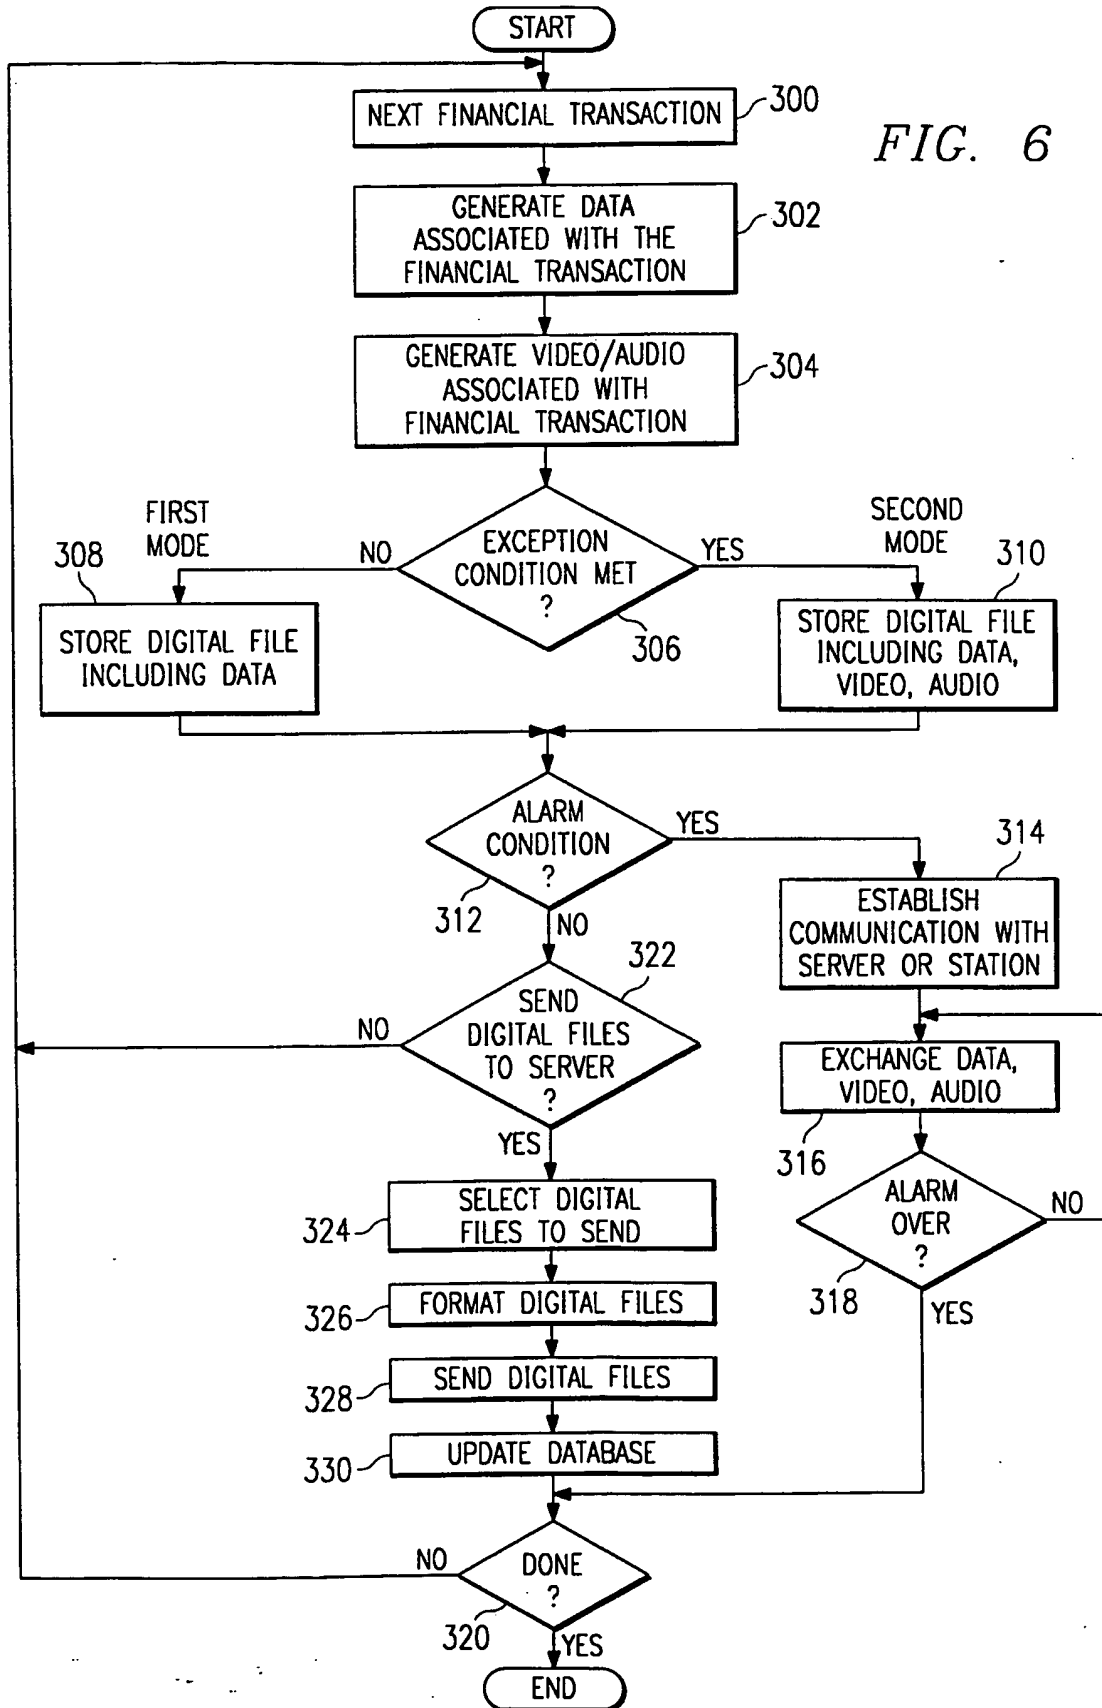 START
NEXT FINANCIAL TRANSACTION
300
FIG. 6
GENERATE DATA
ASSOCIATED WITH THE
FINANCIAL TRANSACTION
302
GENERATE VIDEO/AUDIO
ASSOCIATED WITH
FINANCIAL TRANSACTION
304
FIRST
MODE
NO
EXCEPTION
CONDITION MET
?
306
YES
SECOND
MODE
308
STORE DIGITAL FILE
INCLUDING DATA
310
STORE DIGITAL FILE
INCLUDING DATA,
VIDEO, AUDIO
ALARM
CONDITION
?
312
YES
NO
314
ESTABLISH
COMMUNICATION WITH
SERVER OR STATION
322
SEND
DIGITAL FILES
TO SERVER
?
NO
YES
EXCHANGE DATA,
VIDEO, AUDIO
316
ALARM
OVER
?
318
NO
YES
324
SELECT DIGITAL
FILES TO SEND
326
FORMAT DIGITAL FILES
328
SEND DIGITAL FILES
330
UPDATE DATABASE
NO
DONE
?
320
YES
END